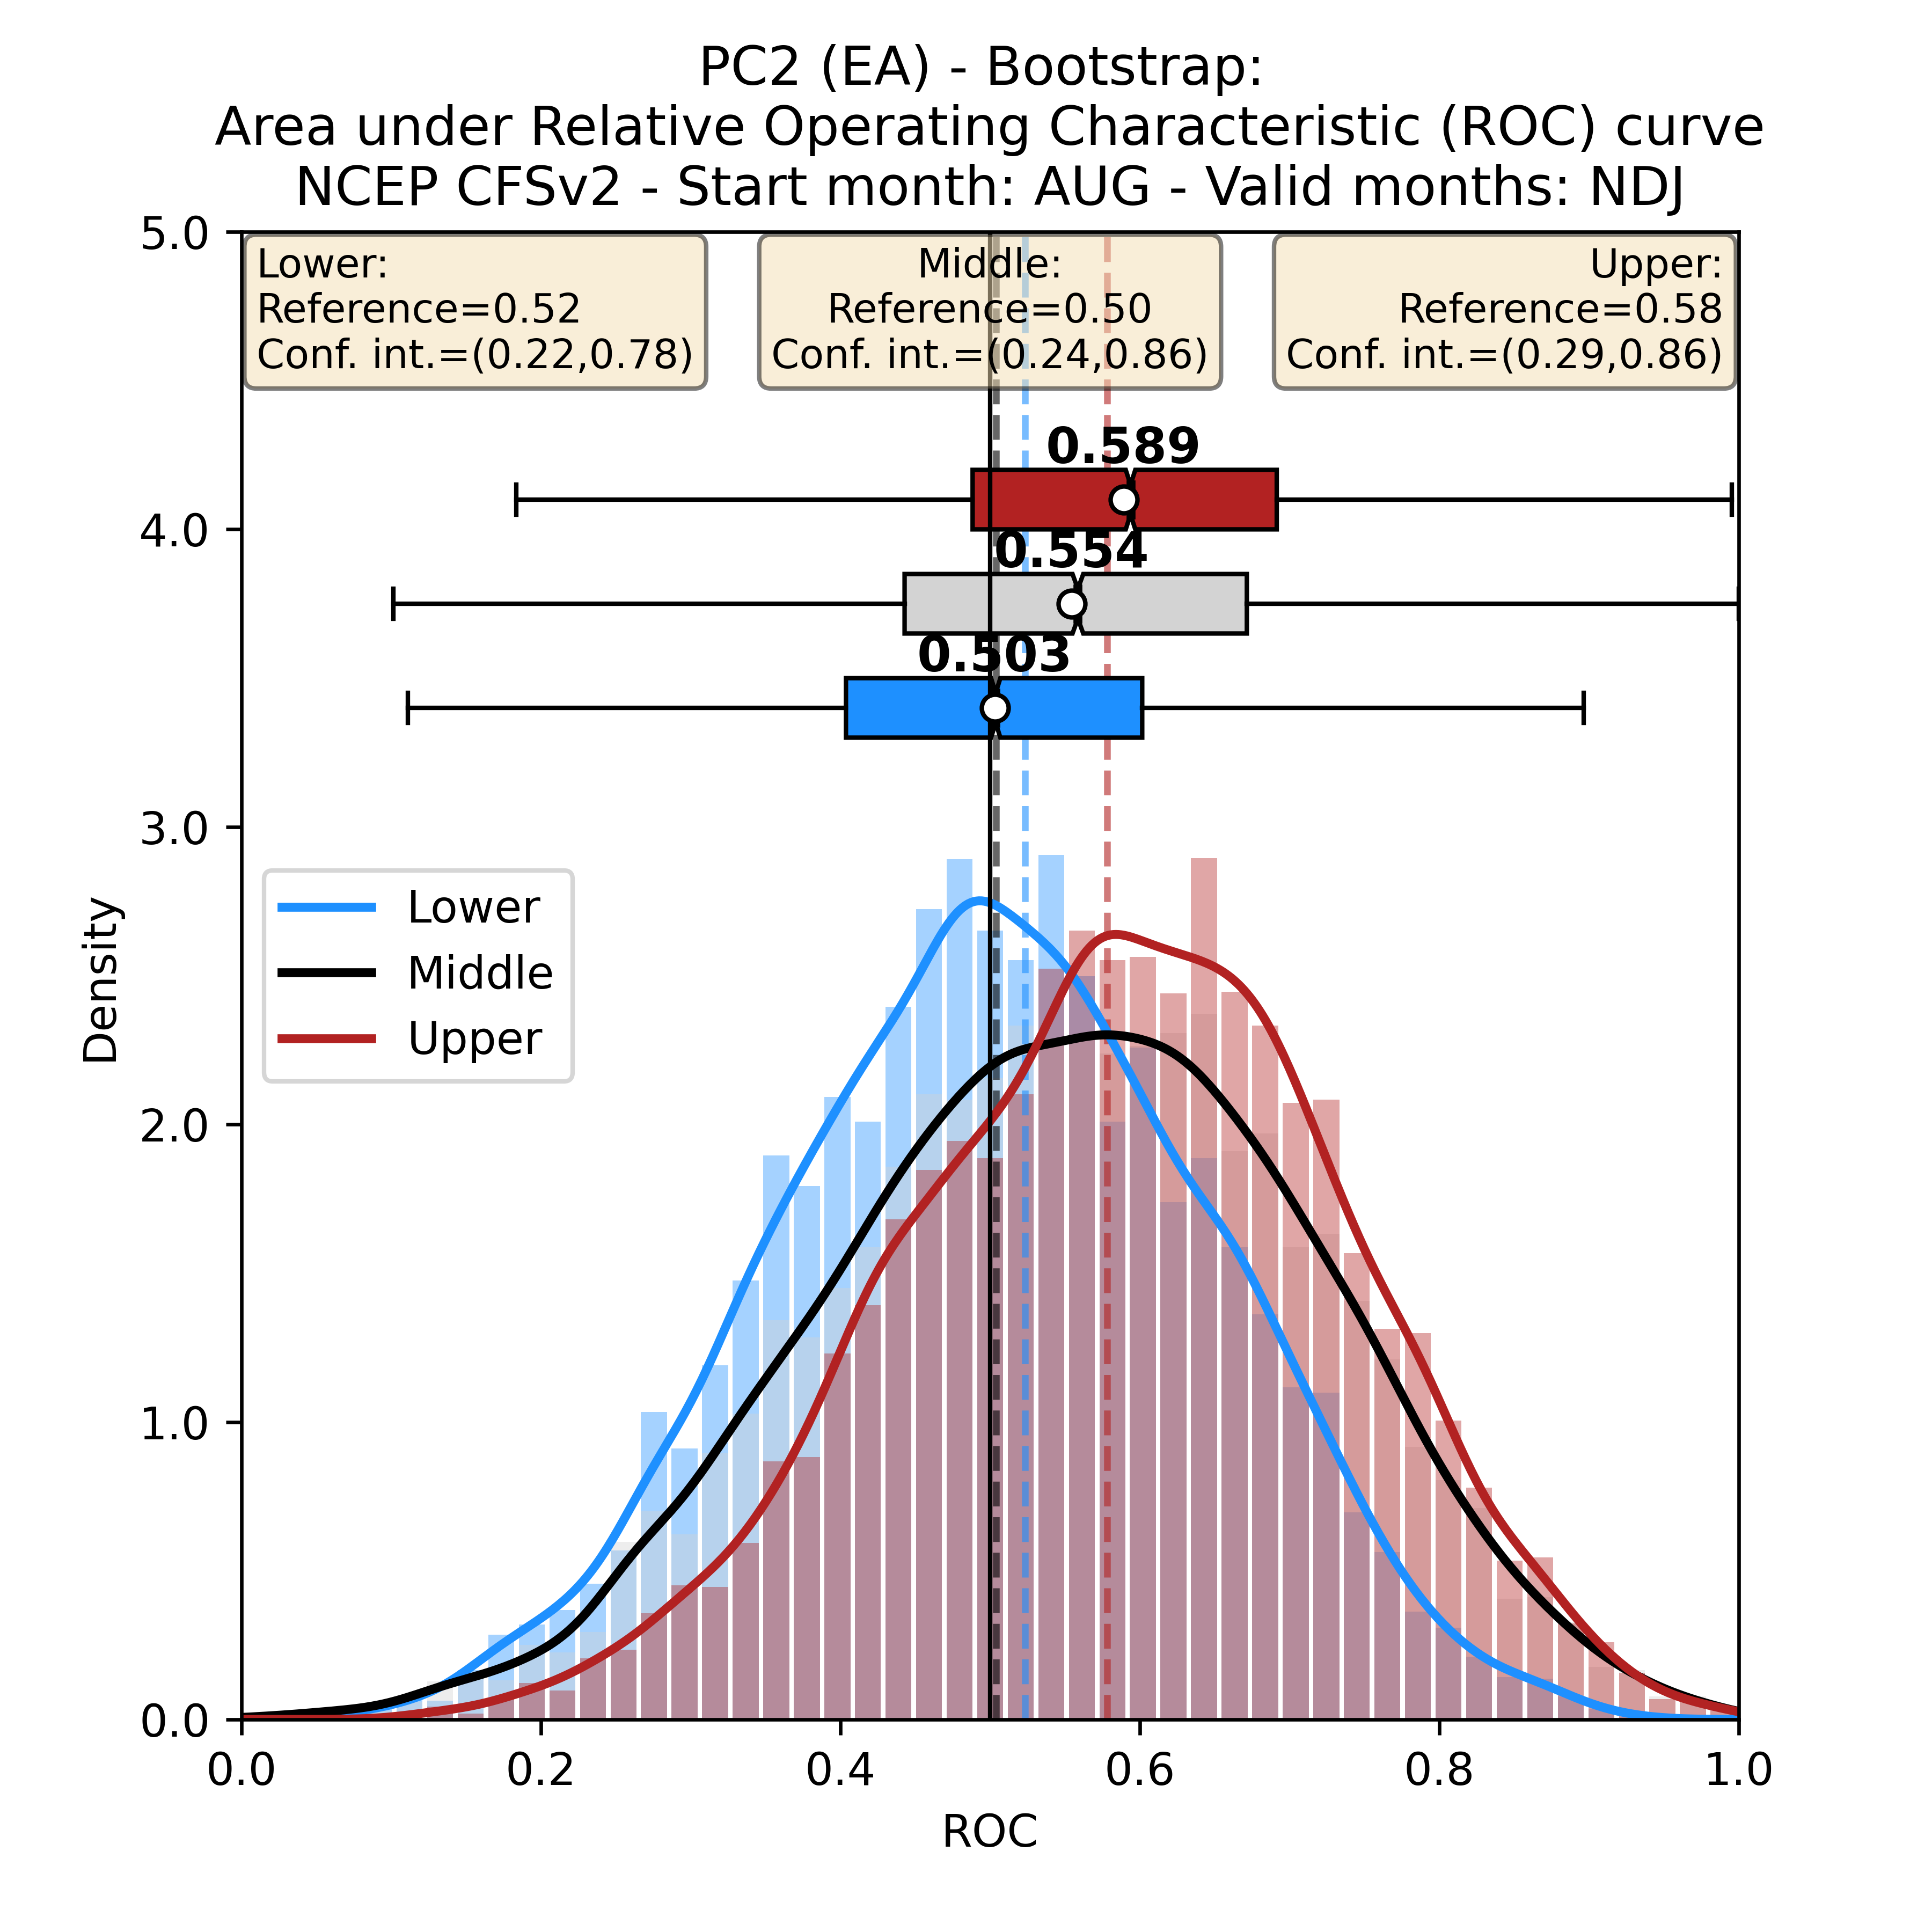 PC2 (EA) - Bootstrap:
Area under Relative Operating Characteristic (ROC) curve
NCEP CFSv2 - Start month: AUG - Valid months: NDJ
Lower:
Reference=0.52
Conf. int.=(0.22,0.78)
Middle:
Reference=0.50
Conf. int.=(0.24,0.86)
Upper:
Reference=0.58
Conf. int.=(0.29,0.86)
0.589
0.554
0.503
Lower
Middle
Upper
5.0
4.0
3.0
2.0
1.0
0.0
Density
0.0 0.2 0.4 0.6 0.8 1.0
ROC